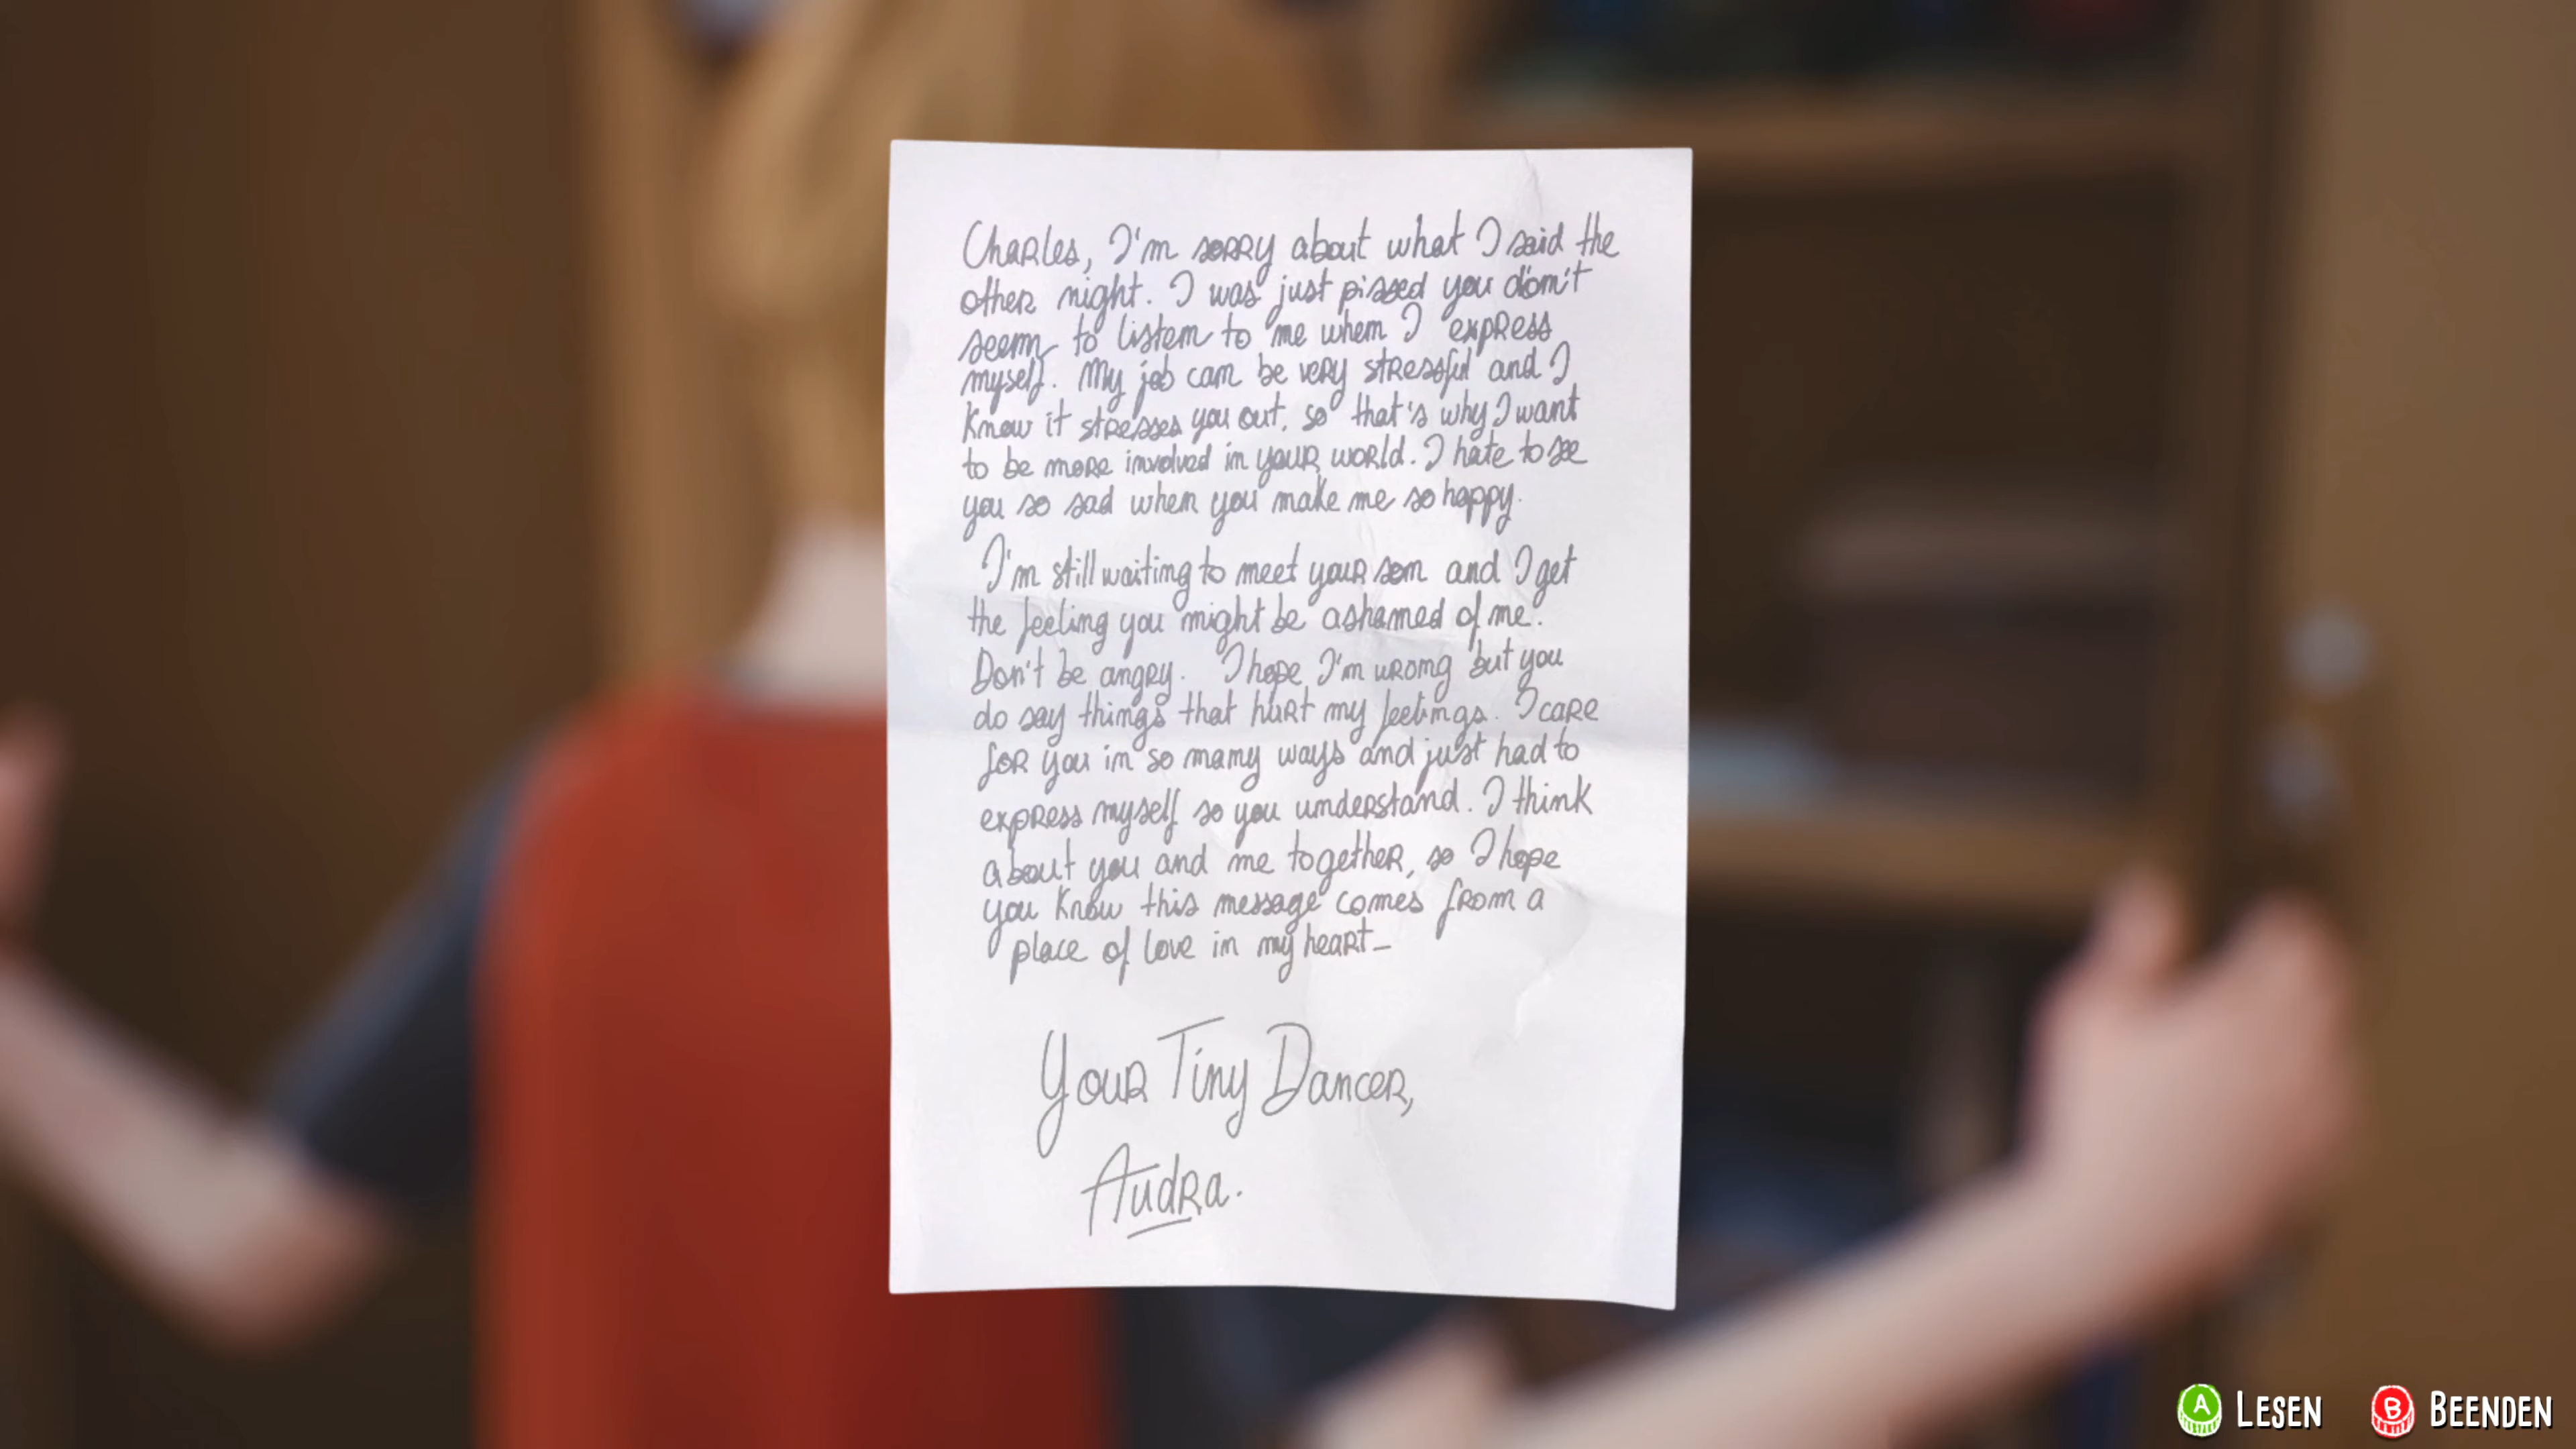 Charles, I'm sorry about what I said the
other night. I was just pissed you don't
seem to listen to me when I express
myself. My job can be very stressful and I
know it stresses you out, so that's why I want
to be more involved in your world. I hate to see
you so sad when you make me so happy.
I'm still waiting to meet your son and I get
the feeling you might be ashamed of me.
Don't be angry. I hope I'm wrong but you
do say things that hurt my feelings. I care
for you in so many ways and just had to
express myself so you understand. I think
about you and me together, so I hope
you know this message comes from a
place of love in my heart_
Your Tiny Dancer,
Audra.
A LESEN B BEENDEN